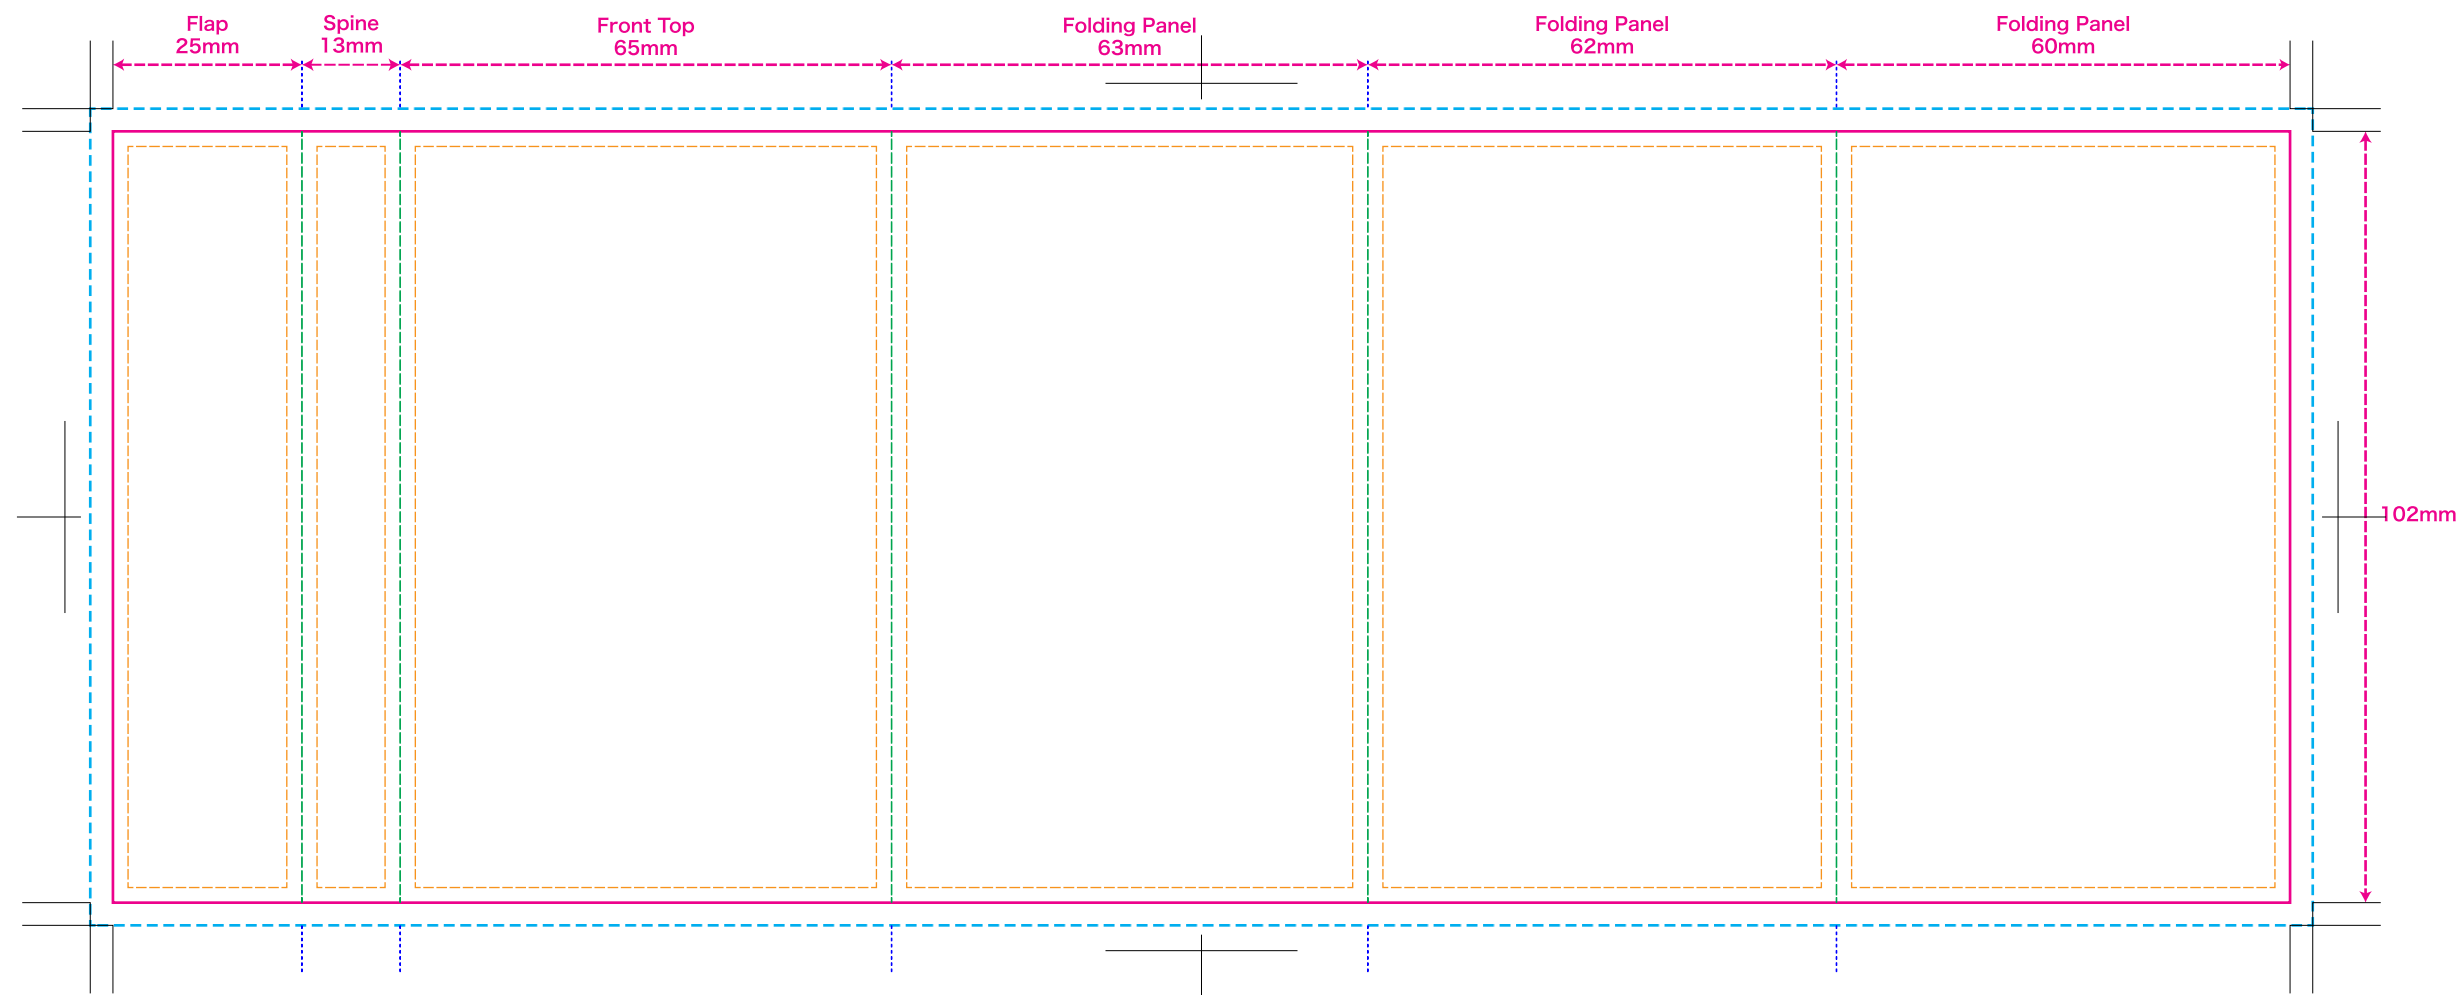 Flap
25mm
Spine
13mm
Front Top
65mm
Folding Panel
63mm
Folding Panel
62mm
Folding Panel
60mm
102mm